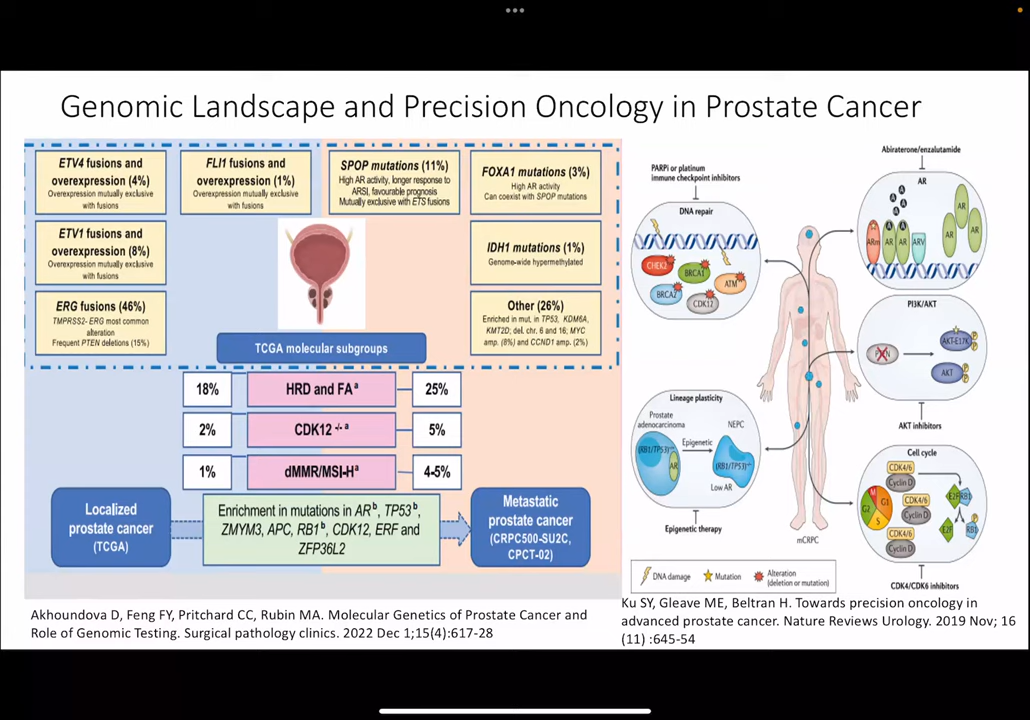 Genomic Landscape and Precision Oncology in Prostate Cancer
ETV4 fusions and
overexpression (4%)
Overexpression mutually exclusive
with fusions
FLI1 fusions and
overexpression (1%)
Overexpression mutually exclusive
with fusions
SPOP mutations (11%)
High AR activity, longer response to
ARSI, favourable prognosis
Mutually exclusive with ETS fusions
FOXA1 mutations (3%)
High AR activity
Can coexist with SPOP mutations
ETV1 fusions and
overexpression (8%)
Overexpression mutually exclusive
with fusions
IDH1 mutations (1%)
Genome-wide hypermethylated
ERG fusions (46%)
TMPRSS2- ERG most common
alteration
Frequent PTEN deletions (15%)
Other (26%)
Enriched in mut. in TP53, KDM6A,
KMT2D; del. chr. 6 and 16; MYC
amp. (8%) and CCND1 amp. (2%)
TCGA molecular subgroups
18%
HRD and FA a
25%
2%
CDK12 -/- a
5%
1%
dMMR/MSI-H a
4-5%
Localized
prostate cancer
(TCGA)
Enrichment in mutations in AR b, TP53 b,
ZMYM3, APC, RB1 b, CDK12, ERF and
ZFP36L2
Metastatic
prostate cancer
(CRPC500-SU2C,
CPCT-02)
Akhoundova D, Feng FY, Pritchard CC, Rubin MA. Molecular Genetics of Prostate Cancer and
Role of Genomic Testing. Surgical pathology clinics. 2022 Dec 1;15(4):617-28
PARPi or platinum
immune checkpoint inhibitors
DNA repair
CHEK2
BRCA1
ATM
BRCA2
CDK12
Abiraterone/enzalutamide
AR
A
A
A
A
A
A
A
ARm
AR
AR
ARV
AR
AR
AR
PI3K/AKT
AKT-E17K
AKT
P
P
P
P
AKT inhibitors
Lineage plasticity
Prostate
adenocarcinoma
NEPC
Epigenetic
(RB1/TP53)
AR
(RB1/TP53)
Low AR
Epigenetic therapy
mCRPC
Cell cycle
CDK4/6
Cyclin D
CDK4/6
Cyclin D
CDK4/6
Cyclin D
M
G1
S
G2
E2F
RB1
E2F
RB1
CDK4/CDK6 inhibitors
DNA damage
Mutation
Alteration
(deletion or mutation)
Ku SY, Gleave ME, Beltran H. Towards precision oncology in
advanced prostate cancer. Nature Reviews Urology. 2019 Nov; 16
(11) :645-54